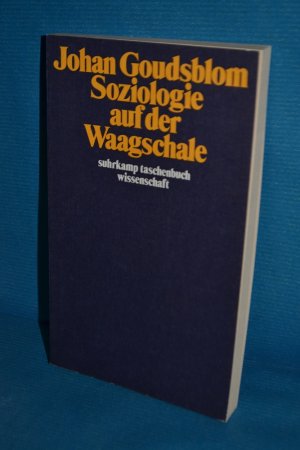 Johan Goudsblom
Soziologie
auf der
Waagschale
suhrkamp taschenbuch
wissenschaft